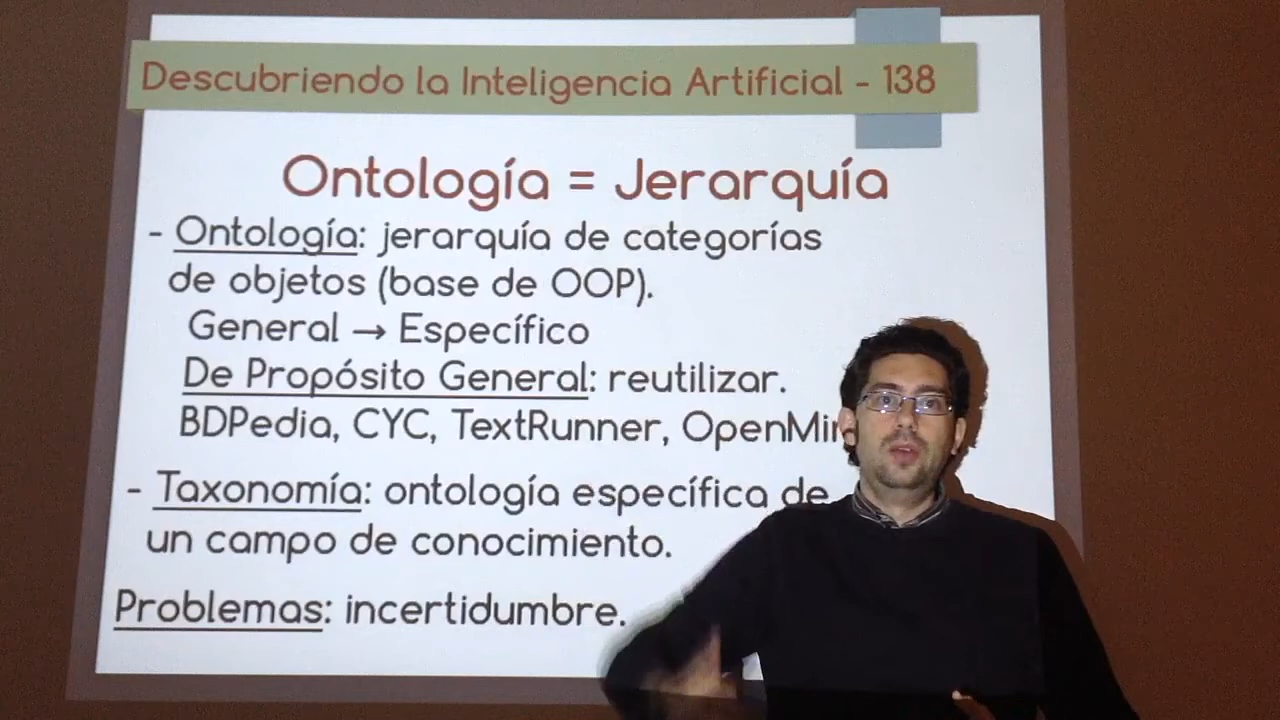 Descubriendo la Inteligencia Artificial - 138
Ontología = Jerarquía
- Ontología: jerarquía de categorías
de objetos (base de OOP).
General → Específico
De Propósito General: reutilizar.
BDPedia, CYC, TextRunner, OpenMin
- Taxonomía: ontología específica de
un campo de conocimiento.
Problemas: incertidumbre.